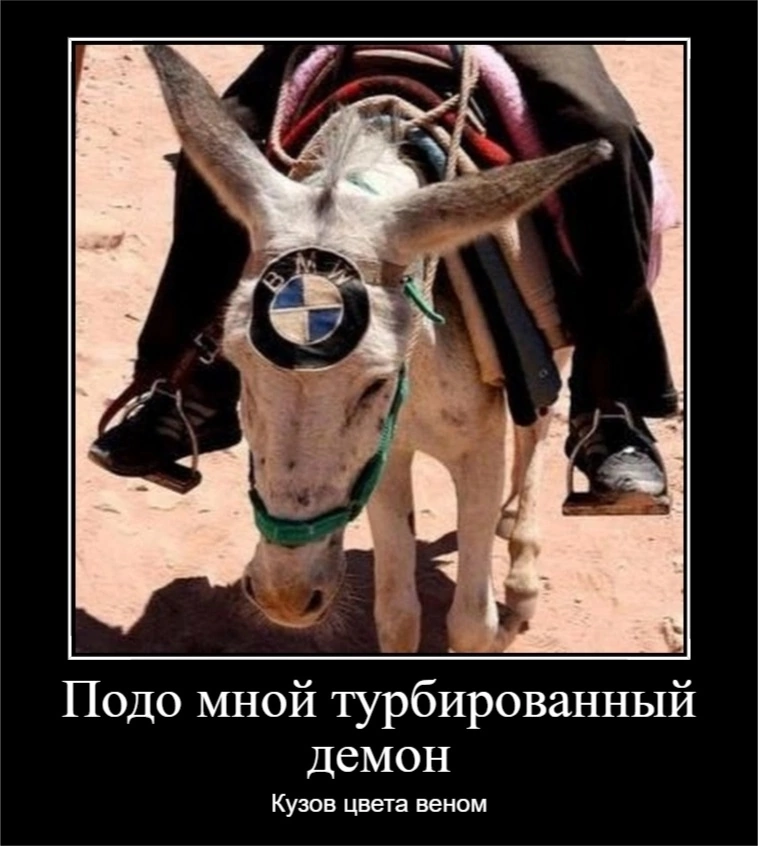 BMW
Подо мной турбированный
демон
Кузов цвета веном